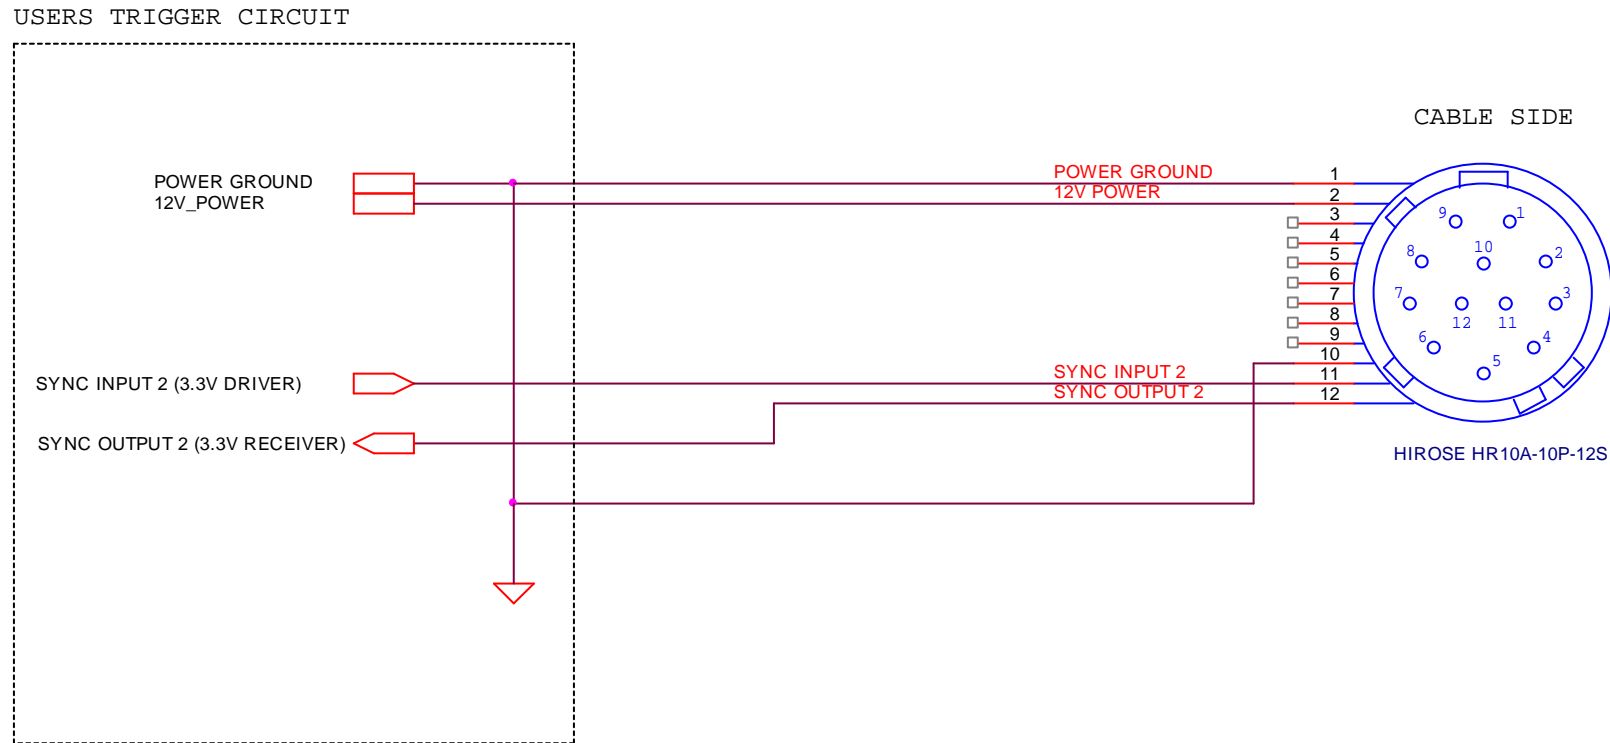 USERS TRIGGER CIRCUIT
CABLE SIDE
POWER GROUND
12V_POWER
POWER GROUND
12V POWER
1
2
3
4
5
6
7
8
9
10
11
12
9
1
8
10
2
7
12
11
3
6
4
5
SYNC INPUT 2 (3.3V DRIVER)
SYNC INPUT 2
SYNC OUTPUT 2
SYNC OUTPUT 2 (3.3V RECEIVER)
HIROSE HR10A-10P-12S